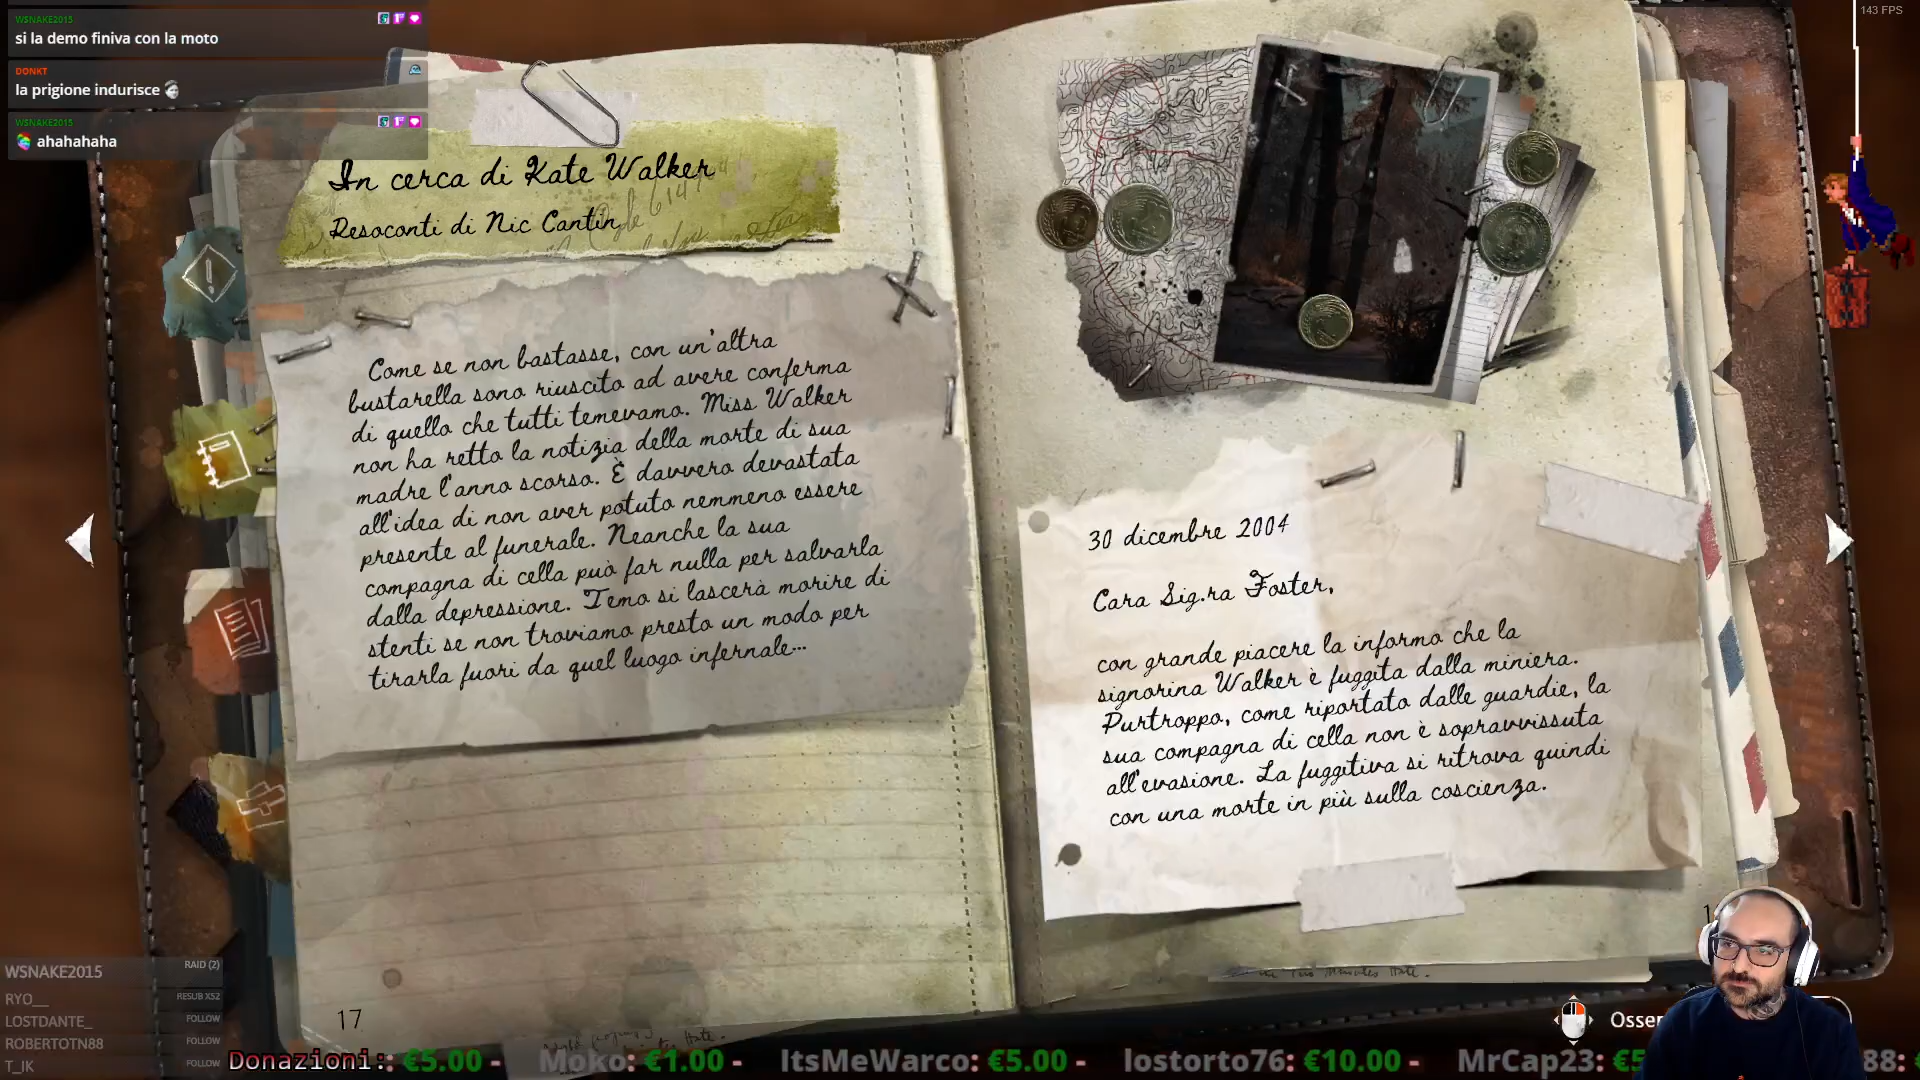 WSNAKE2015
si la demo finiva con la moto
DONKT
la prigione indurisce
WSNAKE2015
ahahahaha
143 FPS
In cerca di Kate Walker
Resoconti di Nic Cantin
Come se non bastasse, con un'altra
bustarella sono riuscito ad avere conferma
di quello che tutti temevamo. Miss Walker
non ha retto la notizia della morte di sua
madre l'anno scorso. È davvero devastata
all'idea di non aver potuto nemmeno essere
presente al funerale. Neanche la sua
compagna di cella può far nulla per salvarla
dalla depressione. Temo si lascerà morire di
stenti se non troviamo presto un modo per
tirarla fuori da quel luogo infernale...
17
30 dicembre 2004
Cara Sig.ra Foster,
con grande piacere la informo che la
signorina Walker è fuggita dalla miniera.
Purtroppo, come riportato dalle guardie, la
sua compagna di cella non è sopravvissuta
all'evasione. La fuggitiva si ritrova quindi
con una morte in più sulla coscienza.
Osser
WSNAKE2015 RAID (2)
RYO__ RESUB X52
LOSTDANTE_ FOLLOW
ROBERTOTN88 FOLLOW
T_IK FOLLOW
Donazioni: : €5.00 - Moko: €1.00 - ItsMeWarco: €5.00 - lostorto76: €10.00 - MrCap23: €5 88: €